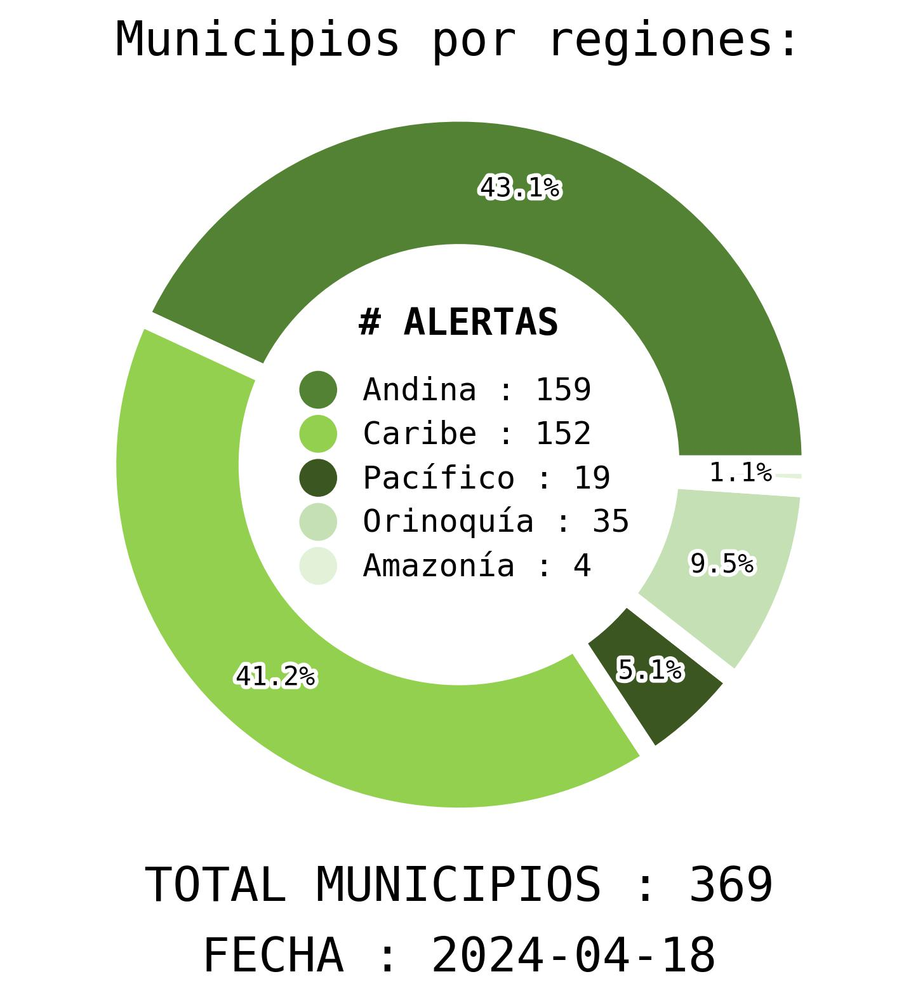 Municipios por regiones:
43.1%
# ALERTAS
Andina : 159
Caribe : 152
Pacífico : 19
Orinoquía : 35
Amazonía : 4
1.1%
9.5%
5.1%
41.2%
TOTAL MUNICIPIOS : 369
FECHA : 2024-04-18